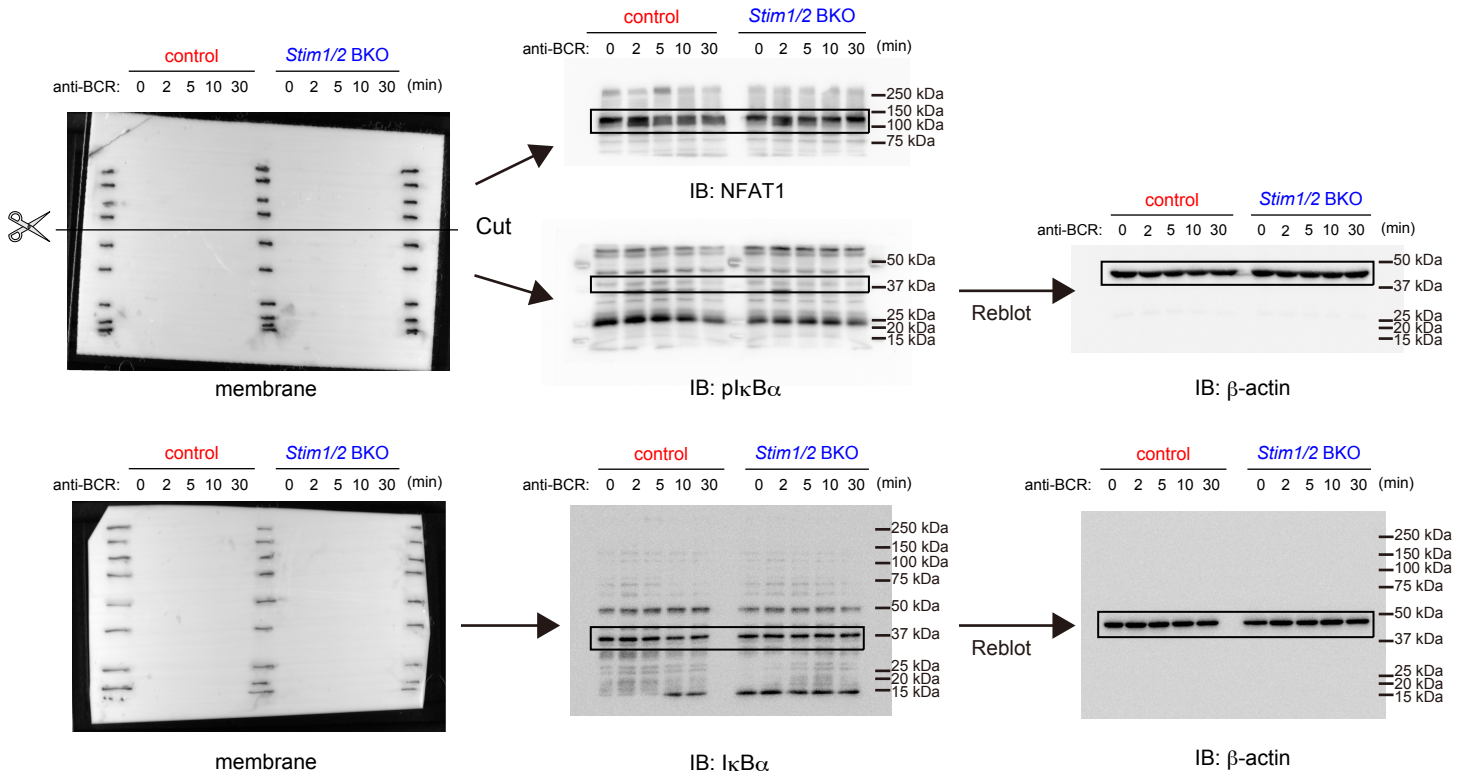 control Stim1/2 BKO
anti-BCR: 0 2 5 10 30 0 2 5 10 30 (min)
membrane
Cut
control Stim1/2 BKO
anti-BCR: 0 2 5 10 30 0 2 5 10 30 (min)
250 kDa
150 kDa
100 kDa
75 kDa
IB: NFAT1
50 kDa
37 kDa
25 kDa
20 kDa
15 kDa
IB: pIκBα
Reblot
control Stim1/2 BKO
anti-BCR: 0 2 5 10 30 0 2 5 10 30 (min)
50 kDa
37 kDa
25 kDa
20 kDa
15 kDa
IB: β-actin
control Stim1/2 BKO
anti-BCR: 0 2 5 10 30 0 2 5 10 30 (min)
membrane
control Stim1/2 BKO
anti-BCR: 0 2 5 10 30 0 2 5 10 30 (min)
250 kDa
150 kDa
100 kDa
75 kDa
50 kDa
37 kDa
25 kDa
20 kDa
15 kDa
IB: IκBα
Reblot
control Stim1/2 BKO
anti-BCR: 0 2 5 10 30 0 2 5 10 30 (min)
250 kDa
150 kDa
100 kDa
75 kDa
50 kDa
37 kDa
25 kDa
20 kDa
15 kDa
IB: β-actin